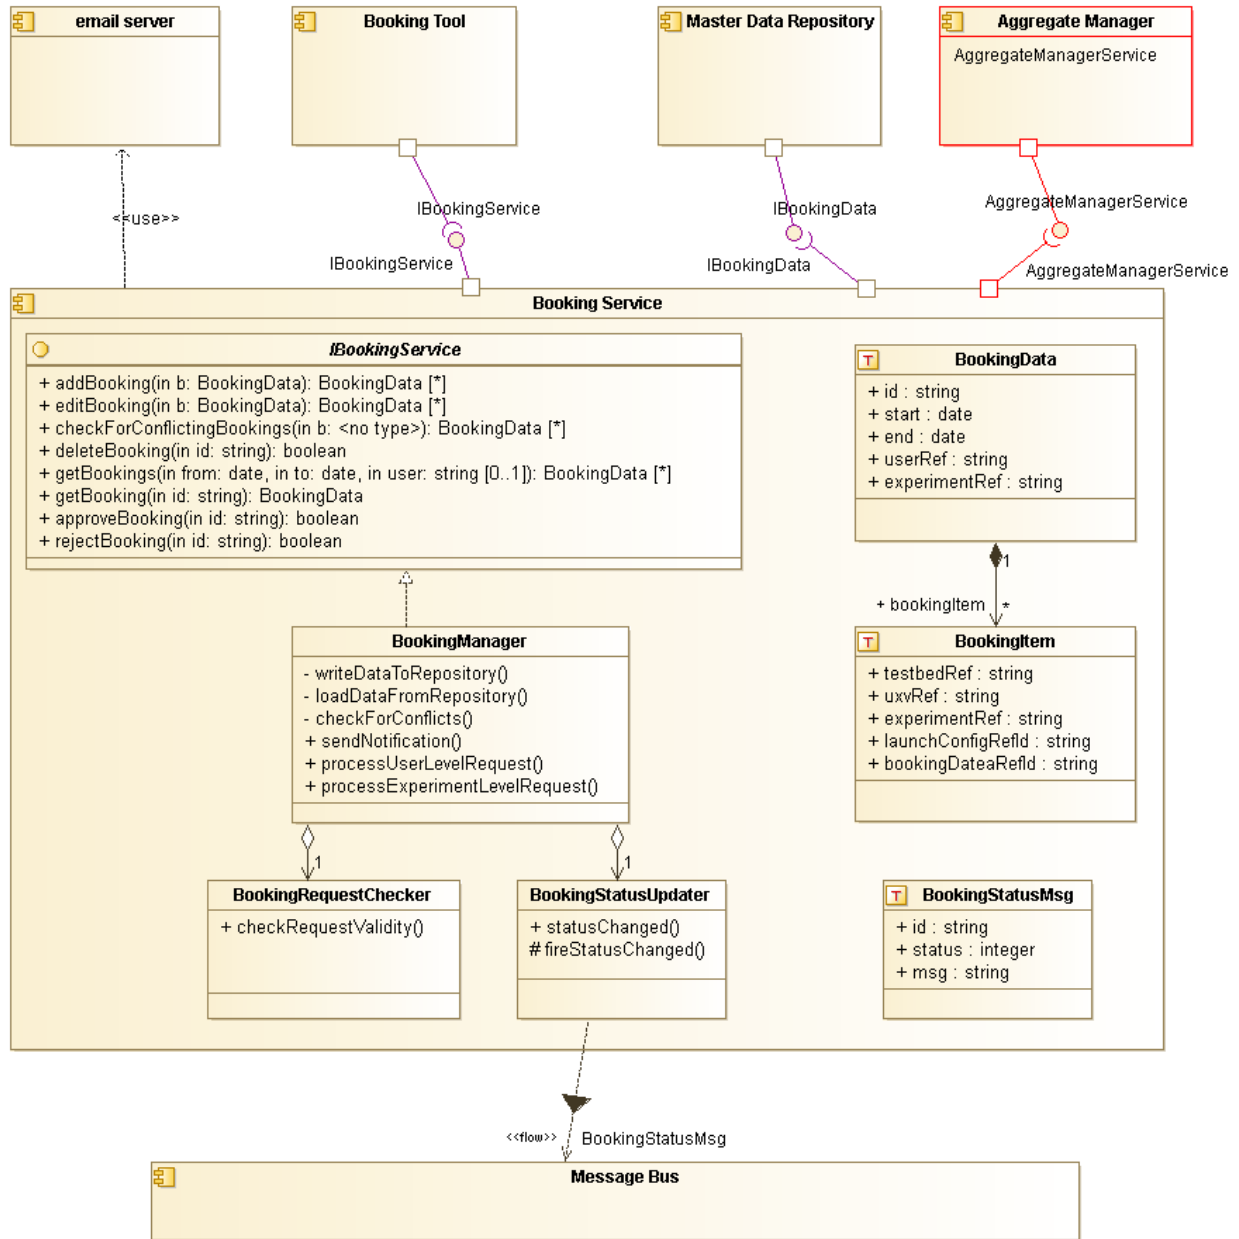 email server
Booking Tool
Master Data Repository
Aggregate Manager
AggregateManagerService
<<use>>
IBookingService
IBookingService
IBookingData
IBookingData
AggregateManagerService
AggregateManagerService
Booking Service
IBookingService
+ addBooking(in b: BookingData): BookingData [*]
+ editBooking(in b: BookingData): BookingData [*]
+ checkForConflictingBookings(in b: <no type>): BookingData [*]
+ deleteBooking(in id: string): boolean
+ getBookings(in from: date, in to: date, in user: string [0..1]): BookingData [*]
+ getBooking(in id: string): BookingData
+ approveBooking(in id: string): boolean
+ rejectBooking(in id: string): boolean
T
BookingData
+ id : string
+ start : date
+ end : date
+ userRef : string
+ experimentRef : string
1
+ bookingItem
*
BookingManager
- writeDataToRepository()
- loadDataFromRepository()
- checkForConflicts()
+ sendNotification()
+ processUserLevelRequest()
+ processExperimentLevelRequest()
T
BookingItem
+ testbedRef : string
+ uxvRef : string
+ experimentRef : string
+ launchConfigRefId : string
+ bookingDateaRefId : string
1
1
BookingRequestChecker
+ checkRequestValidity()
BookingStatusUpdater
+ statusChanged()
# fireStatusChanged()
T
BookingStatusMsg
+ id : string
+ status : integer
+ msg : string
<<flow>>
BookingStatusMsg
Message Bus